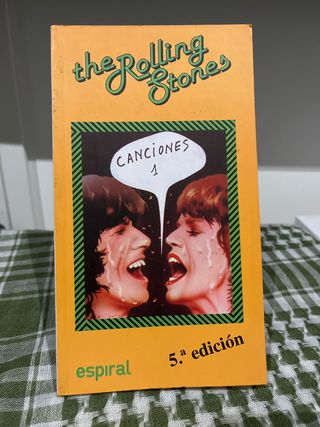 the Rolling
Stones
CANCIONES
1
5.ª edición
espiral